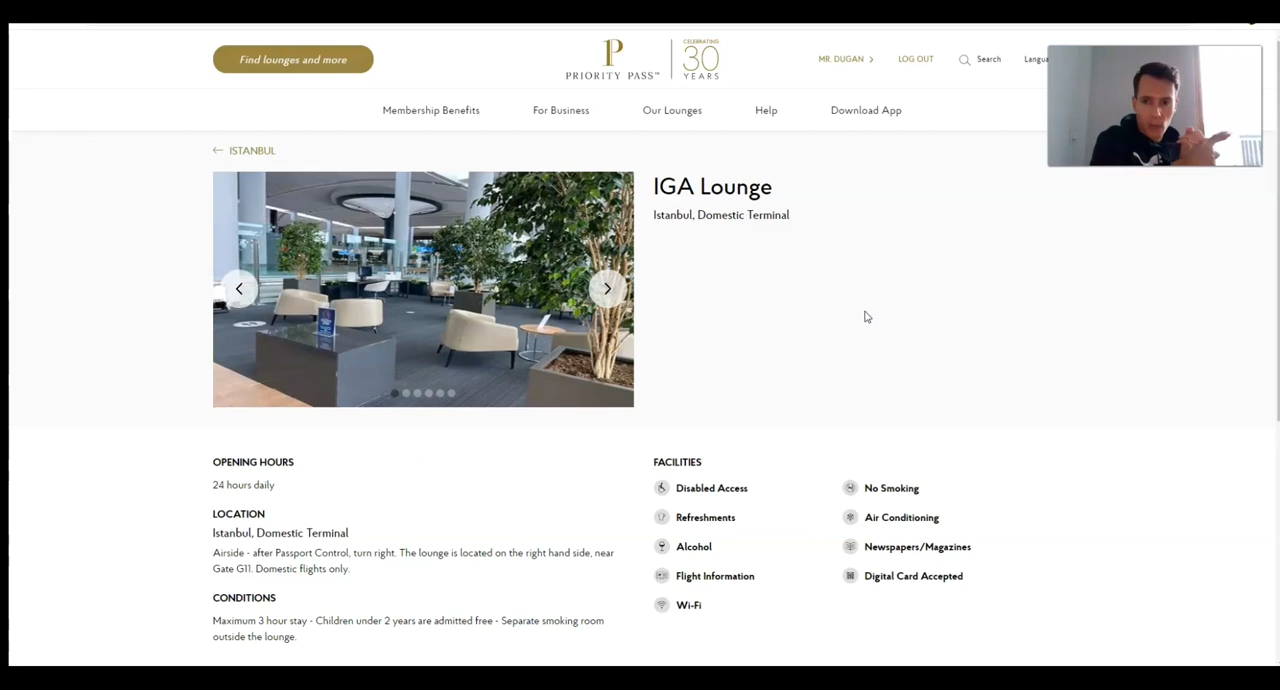 Find lounges and more
PRIORITY PASS™
CELEBRATING
30
YEARS
MR. DUGAN
LOG OUT
Search
Langua
Membership Benefits
For Business
Our Lounges
Help
Download App
← ISTANBUL
IGA Lounge
Istanbul, Domestic Terminal
OPENING HOURS
24 hours daily
LOCATION
Istanbul, Domestic Terminal
Airside - after Passport Control, turn right. The lounge is located on the right hand side, near
Gate G11. Domestic flights only.
CONDITIONS
Maximum 3 hour stay - Children under 2 years are admitted free - Separate smoking room
outside the lounge.
FACILITIES
Disabled Access
No Smoking
Refreshments
Air Conditioning
Alcohol
Newspapers/Magazines
Flight Information
Digital Card Accepted
Wi-Fi